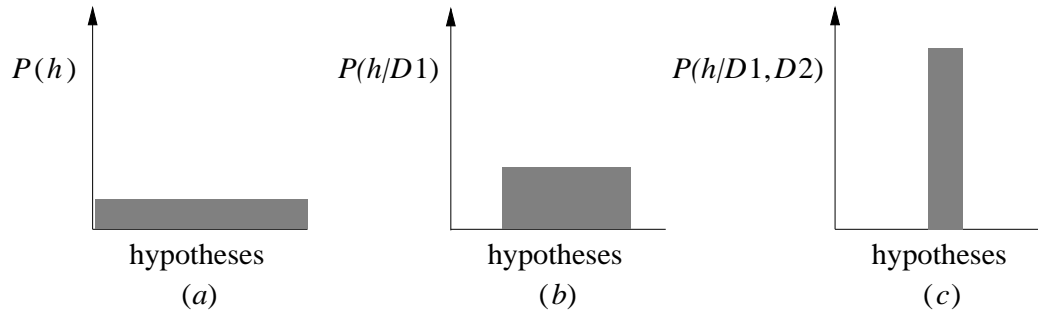 P(h)
hypotheses
(a)
P(h/D1)
hypotheses
(b)
P(h/D1,D2)
hypotheses
(c)